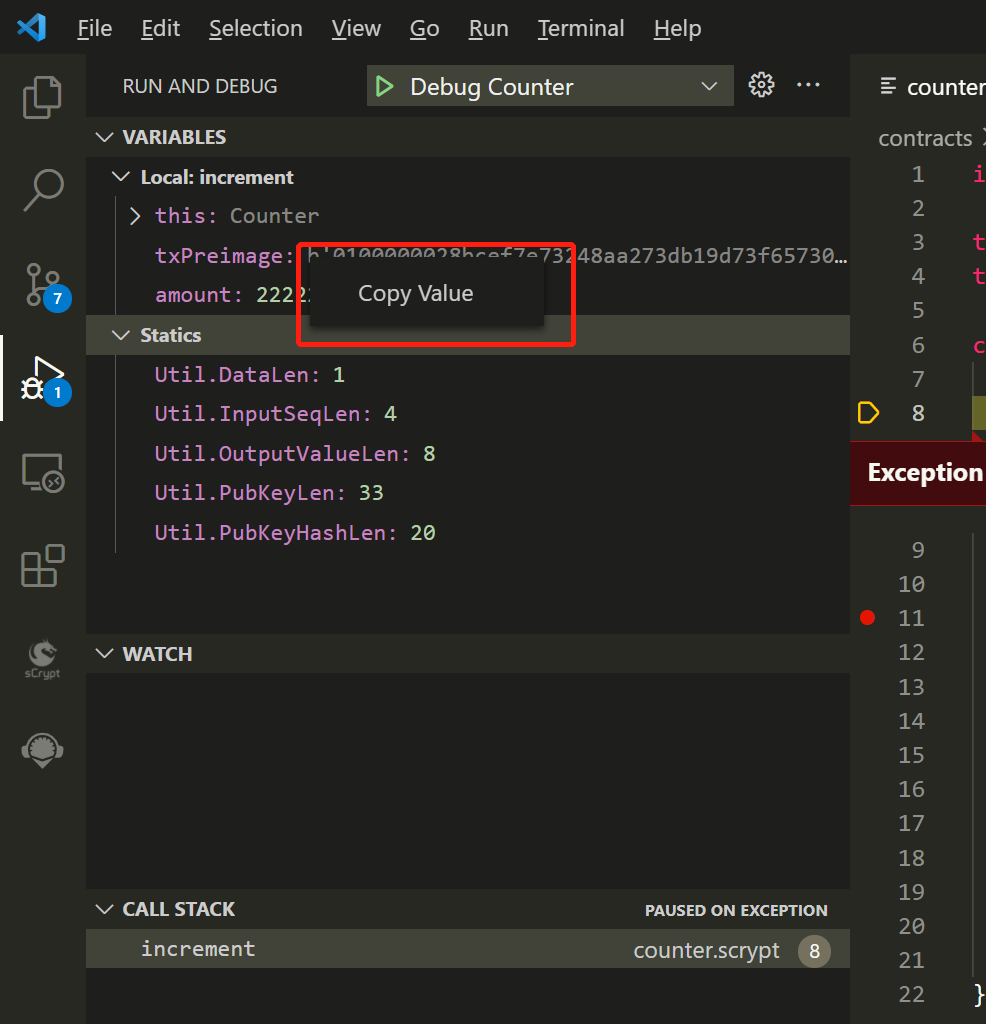 File Edit Selection View Go Run Terminal Help
RUN AND DEBUG Debug Counter ...
counter
VARIABLES
contracts
Local: increment
this: Counter
txPreimage: b'0100000028bcef7e73248aa273db19d73f65730…
amount: 2222
Copy Value
Statics
Util.DataLen: 1
Util.InputSeqLen: 4
Util.OutputValueLen: 8
Util.PubKeyLen: 33
Util.PubKeyHashLen: 20
WATCH
CALL STACK PAUSED ON EXCEPTION
increment counter.scrypt 8
7
1
sCrypt
1 i
2
3 t
4 t
5
6 c
7
8
Exception
9
10
11
12
13
14
15
16
17
18
19
20
21
22 }